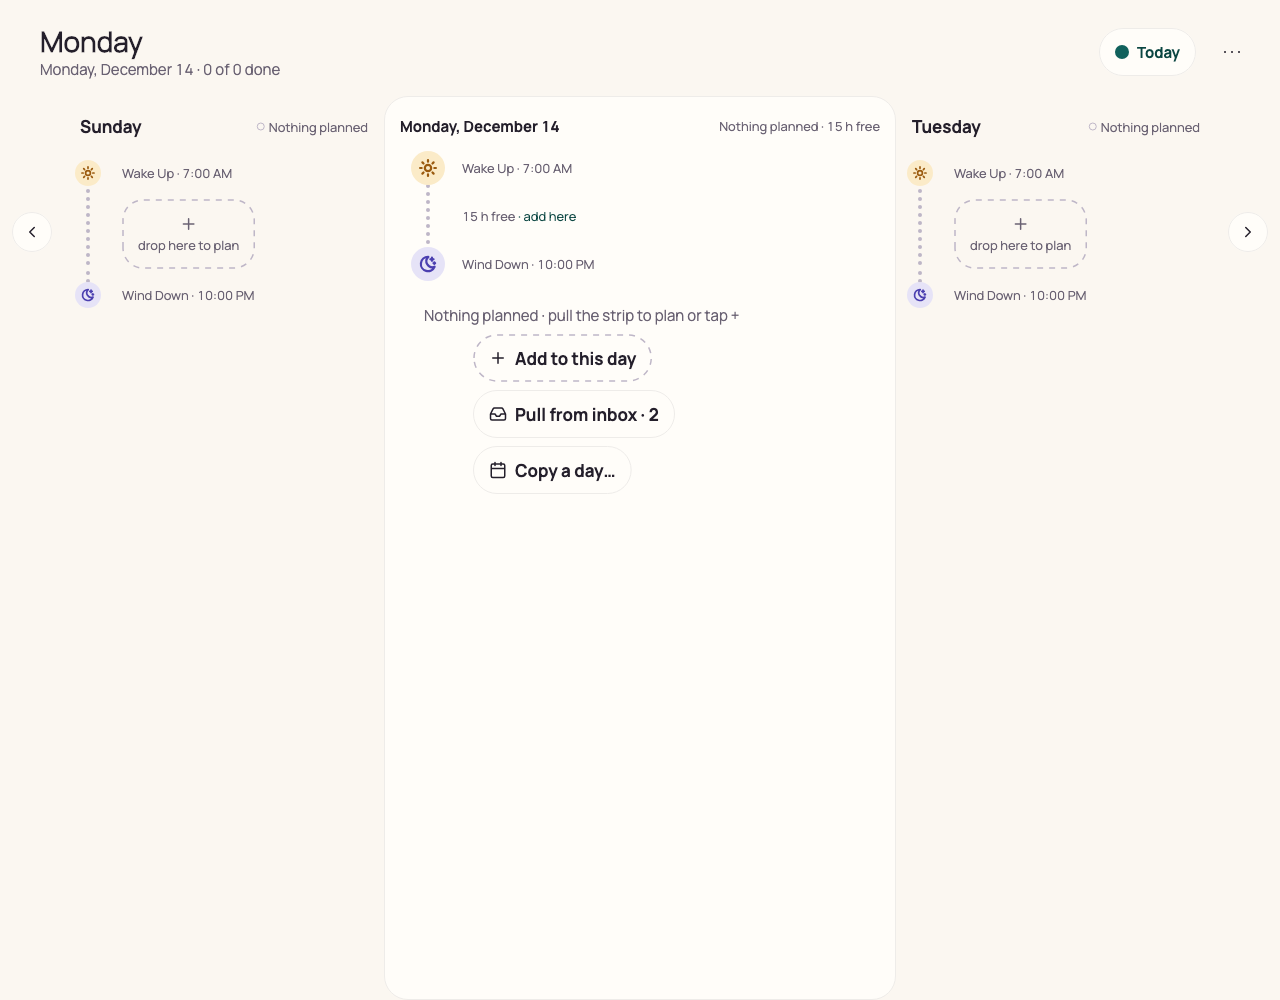 Monday
Monday, December 14 · 0 of 0 done
Today
Sunday
Nothing planned
Wake Up · 7:00 AM
drop here to plan
Wind Down · 10:00 PM
Monday, December 14
Nothing planned · 15 h free
Wake Up · 7:00 AM
15 h free · add here
Wind Down · 10:00 PM
Nothing planned · pull the strip to plan or tap +
Add to this day
Pull from inbox · 2
Copy a day…
Tuesday
Nothing planned
Wake Up · 7:00 AM
drop here to plan
Wind Down · 10:00 PM